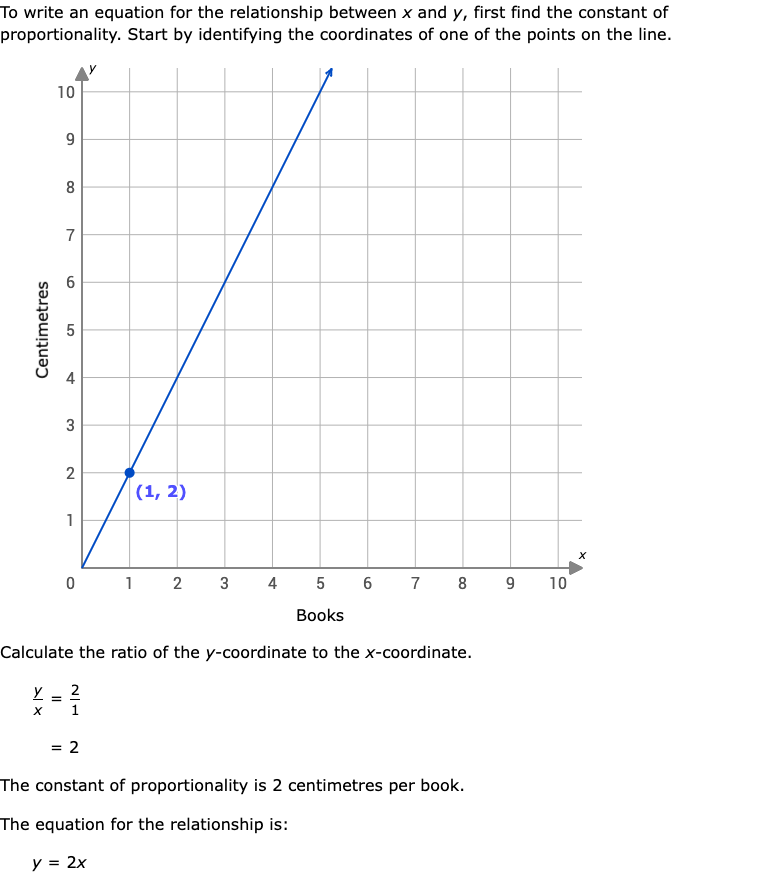 To write an equation for the relationship between x and y, first find the constant of
proportionality. Start by identifying the coordinates of one of the points on the line.
y
10
9
8
7
6
5
4
3
2
1
Centimetres
(1, 2)
x
0 1 2 3 4 5 6 7 8 9 10
Books
Calculate the ratio of the y-coordinate to the x-coordinate.
y/x = 2/1
= 2
The constant of proportionality is 2 centimetres per book.
The equation for the relationship is:
y = 2x